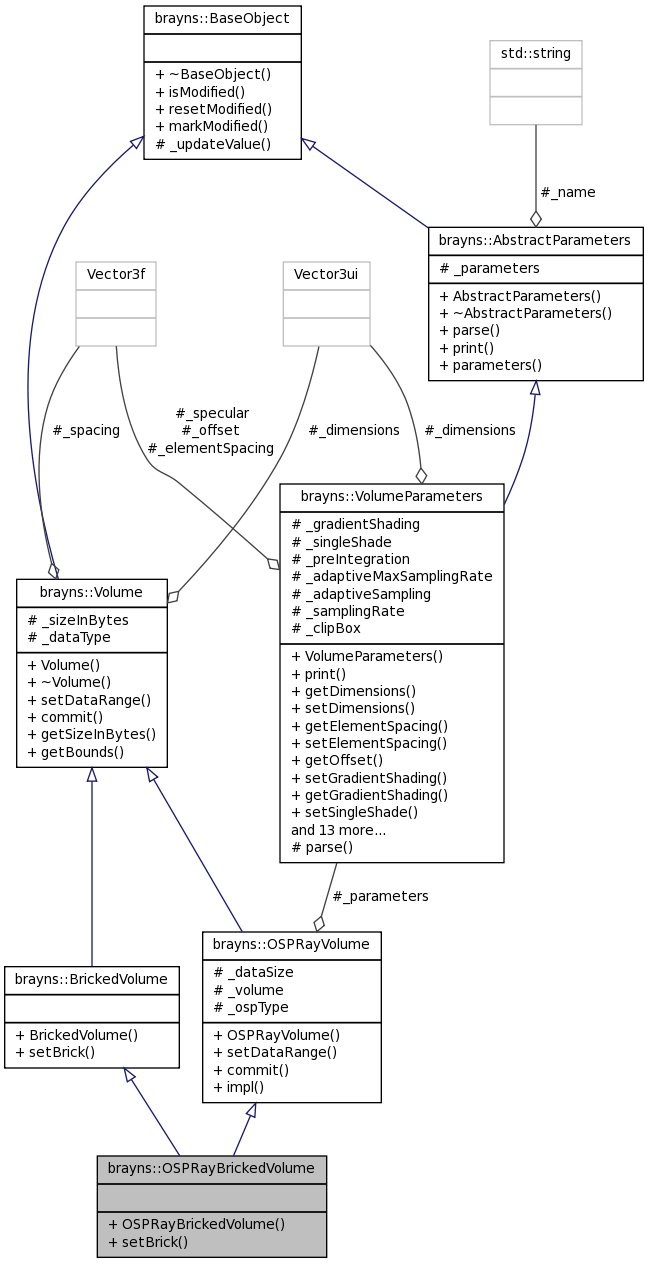 brayns::BaseObject
+ ~BaseObject()
+ isModified()
+ resetModified()
+ markModified()
# _updateValue()
std::string
#_name
brayns::AbstractParameters
# _parameters
+ AbstractParameters()
+ ~AbstractParameters()
+ parse()
+ print()
+ parameters()
Vector3f
Vector3ui
#_spacing
#_specular
#_offset
#_elementSpacing
#_dimensions
#_dimensions
brayns::VolumeParameters
# _gradientShading
# _singleShade
# _preIntegration
# _adaptiveMaxSamplingRate
# _adaptiveSampling
# _samplingRate
# _clipBox
+ VolumeParameters()
+ print()
+ getDimensions()
+ setDimensions()
+ getElementSpacing()
+ setElementSpacing()
+ getOffset()
+ setGradientShading()
+ getGradientShading()
+ setSingleShade()
and 13 more...
# parse()
brayns::Volume
# _sizeInBytes
# _dataType
+ Volume()
+ ~Volume()
+ setDataRange()
+ commit()
+ getSizeInBytes()
+ getBounds()
#_parameters
brayns::OSPRayVolume
# _dataSize
# _volume
# _ospType
+ OSPRayVolume()
+ setDataRange()
+ commit()
+ impl()
brayns::BrickedVolume
+ BrickedVolume()
+ setBrick()
brayns::OSPRayBrickedVolume
+ OSPRayBrickedVolume()
+ setBrick()